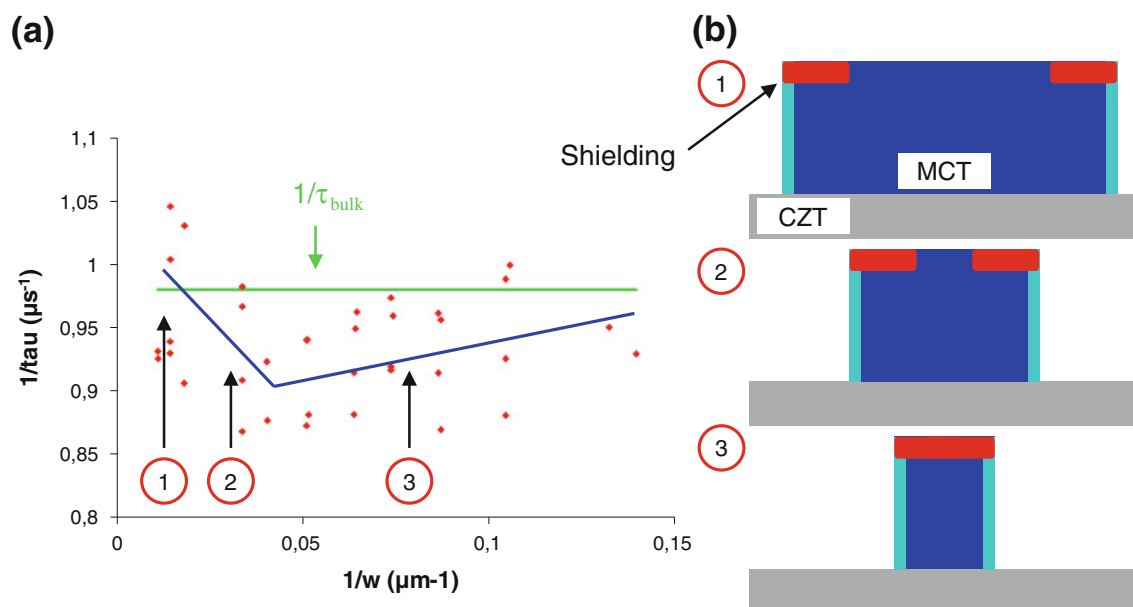 (a)
(b)
1,1
1,05
1
0,95
0,9
0,85
0,8
1/tau (µs⁻¹)
1/τbulk
1
2
3
0
0,05
0,1
0,15
1/w (µm-1)
1
Shielding
MCT
CZT
2
3